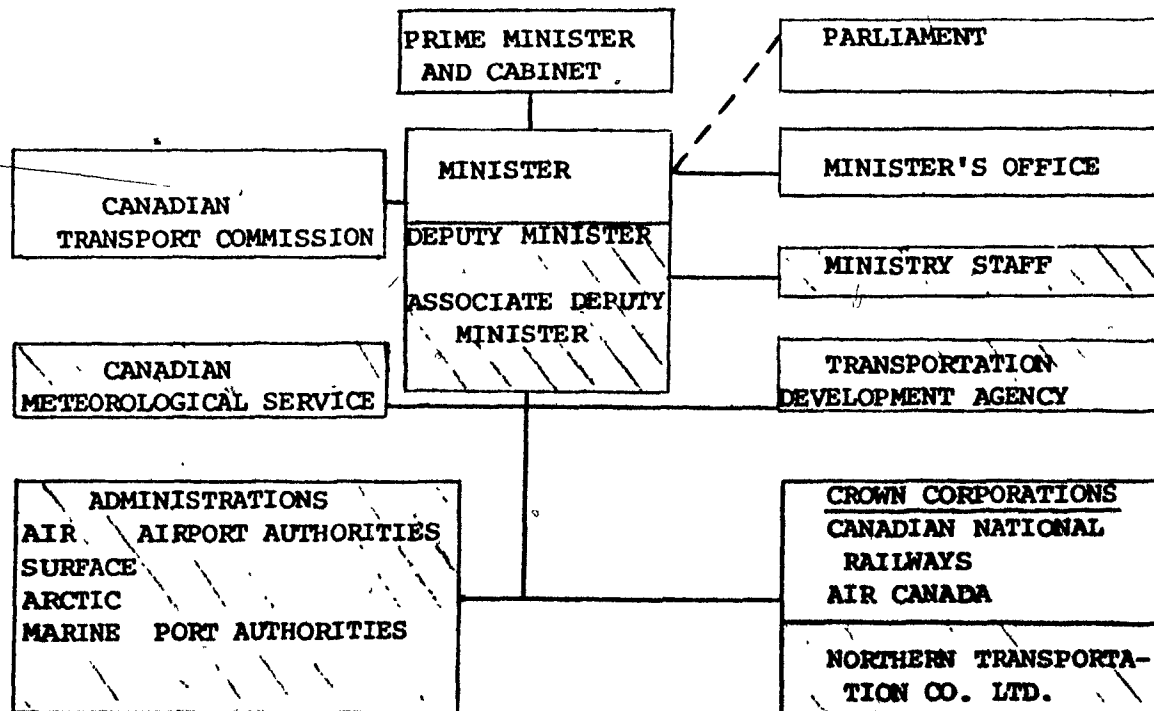 PRIME MINISTER
AND CABINET
PARLIAMENT
MINISTER
MINISTER'S OFFICE
CANADIAN
TRANSPORT COMMISSION
DEPUTY MINISTER
ASSOCIATE DEPUTY
MINISTER
MINISTRY STAFF
CANADIAN
METEOROLOGICAL SERVICE
TRANSPORTATION
DEVELOPMENT AGENCY
ADMINISTRATIONS
AIR AIRPORT AUTHORITIES
SURFACE
ARCTIC
MARINE PORT AUTHORITIES
CROWN CORPORATIONS
CANADIAN NATIONAL
RAILWAYS
AIR CANADA
NORTHERN TRANSPORTA-
TION CO. LTD.